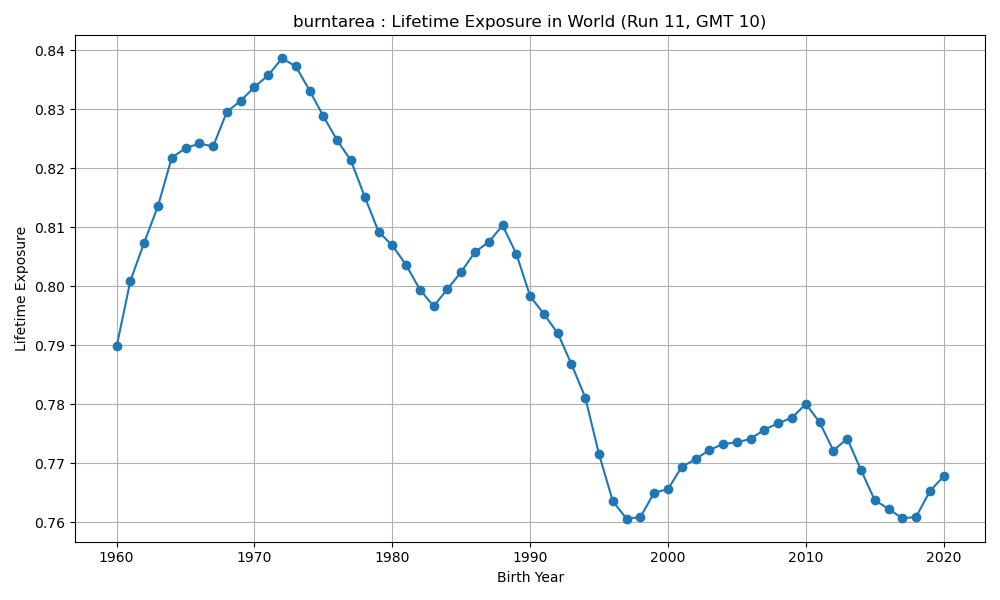 burntarea : Lifetime Exposure in World (Run 11, GMT 10)
Lifetime Exposure
0.84
0.83
0.82
0.81
0.80
0.79
0.78
0.77
0.76
1960 1970 1980 1990 2000 2010 2020
Birth Year